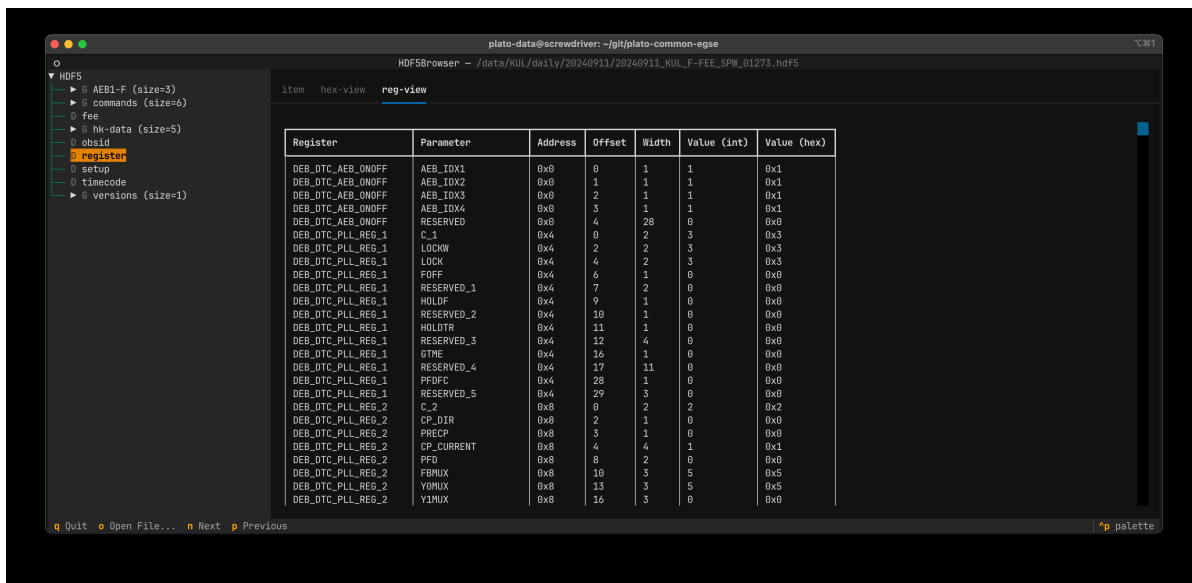 plato-data@screwdriver: ~/git/plato-common-egse ⌥⌘1
HDF5Browser — /data/KUL/daily/20240911/20240911_KUL_F-FEE_SPW_01273.hdf5
▼ HDF5
▶ G AEB1-F (size=3)
▶ G commands (size=6)
D fee
▶ G hk-data (size=5)
D obsid
D register
D setup
D timecode
▶ G versions (size=1)
item hex-view reg-view
Register Parameter Address Offset Width Value (int) Value (hex)
DEB_DTC_AEB_ONOFF AEB_IDX1 0x0 0 1 1 0x1
DEB_DTC_AEB_ONOFF AEB_IDX2 0x0 1 1 1 0x1
DEB_DTC_AEB_ONOFF AEB_IDX3 0x0 2 1 1 0x1
DEB_DTC_AEB_ONOFF AEB_IDX4 0x0 3 1 1 0x1
DEB_DTC_AEB_ONOFF RESERVED 0x0 4 28 0 0x0
DEB_DTC_PLL_REG_1 C_1 0x4 0 2 3 0x3
DEB_DTC_PLL_REG_1 LOCKW 0x4 2 2 3 0x3
DEB_DTC_PLL_REG_1 LOCK 0x4 4 2 3 0x3
DEB_DTC_PLL_REG_1 FOFF 0x4 6 1 0 0x0
DEB_DTC_PLL_REG_1 RESERVED_1 0x4 7 2 0 0x0
DEB_DTC_PLL_REG_1 HOLDF 0x4 9 1 0 0x0
DEB_DTC_PLL_REG_1 RESERVED_2 0x4 10 1 0 0x0
DEB_DTC_PLL_REG_1 HOLDTR 0x4 11 1 0 0x0
DEB_DTC_PLL_REG_1 RESERVED_3 0x4 12 4 0 0x0
DEB_DTC_PLL_REG_1 GTME 0x4 16 1 0 0x0
DEB_DTC_PLL_REG_1 RESERVED_4 0x4 17 11 0 0x0
DEB_DTC_PLL_REG_1 PFDFC 0x4 28 1 0 0x0
DEB_DTC_PLL_REG_1 RESERVED_5 0x4 29 3 0 0x0
DEB_DTC_PLL_REG_2 C_2 0x8 0 2 2 0x2
DEB_DTC_PLL_REG_2 CP_DIR 0x8 2 1 0 0x0
DEB_DTC_PLL_REG_2 PRECP 0x8 3 1 0 0x0
DEB_DTC_PLL_REG_2 CP_CURRENT 0x8 4 4 1 0x1
DEB_DTC_PLL_REG_2 PFD 0x8 8 2 0 0x0
DEB_DTC_PLL_REG_2 FBMUX 0x8 10 3 5 0x5
DEB_DTC_PLL_REG_2 Y0MUX 0x8 13 3 5 0x5
DEB_DTC_PLL_REG_2 Y1MUX 0x8 16 3 0 0x0
q Quit o Open File... n Next p Previous ^p palette